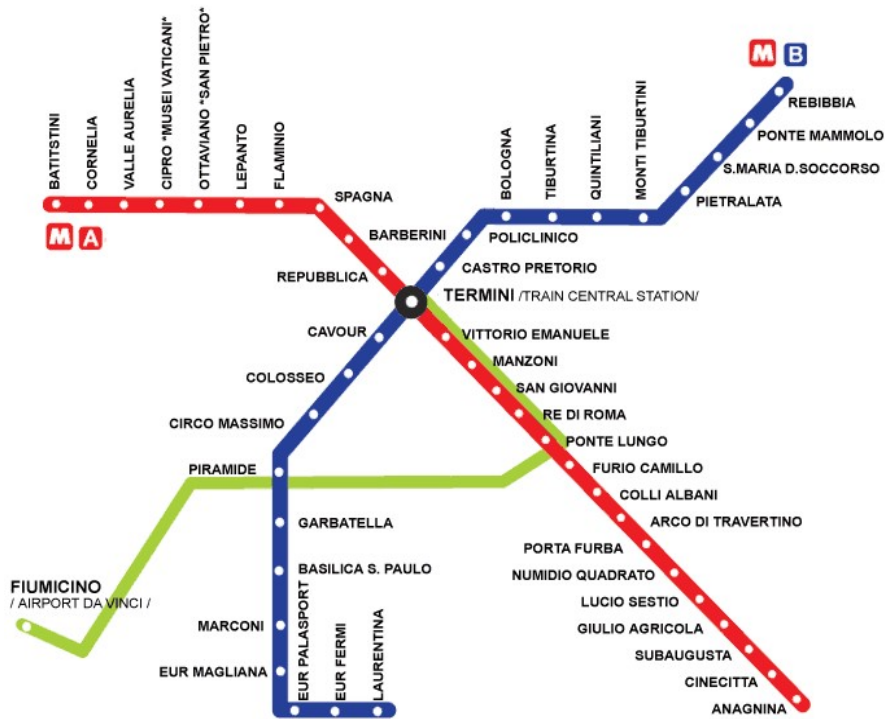 M B
BATITSTINI
CORNELIA
VALLE AURELIA
CIPRO "MUSEI VATICANI"
OTTAVIANO "SAN PIETRO"
LEPANTO
FLAMINIO
M A
SPAGNA
BARBERINI
REPUBBLICA
TERMINI /TRAIN CENTRAL STATION/
BOLOGNA
TIBURTINA
QUINTILIANI
MONTI TIBURTINI
REBIBBIA
PONTE MAMMOLO
S.MARIA D.SOCCORSO
PIETRALATA
POLICLINICO
CASTRO PRETORIO
CAVOUR
COLOSSEO
CIRCO MASSIMO
PIRAMIDE
GARBATELLA
BASILICA S. PAULO
MARCONI
EUR MAGLIANA
EUR PALASPORT
EUR FERMI
LAURENTINA
FIUMICINO
/ AIRPORT DA VINCI /
VITTORIO EMANUELE
MANZONI
SAN GIOVANNI
RE DI ROMA
PONTE LUNGO
FURIO CAMILLO
COLLI ALBANI
ARCO DI TRAVERTINO
PORTA FURBA
NUMIDIO QUADRATO
LUCIO SESTIO
GIULIO AGRICOLA
SUBAUGUSTA
CINECITTA
ANAGNINA